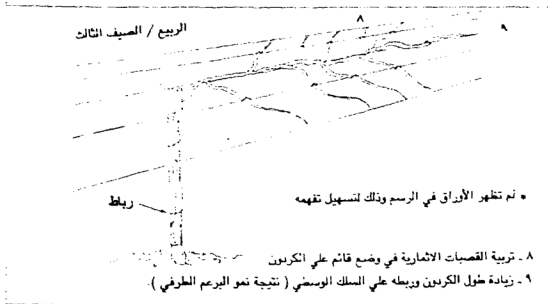 الربيع / الصيف الثالث
٨
٩
رباط
• لم تظهر الأوراق في الرسم وذلك لتسهيل تفهمه
٨ ـ تربية القصبات الاثمارية في وضع قائم علي الكردون
٩ ـ زيادة طول الكردون وربطه علي السلك الوسطي ( نتيجة نمو البرعم الطرفي ).